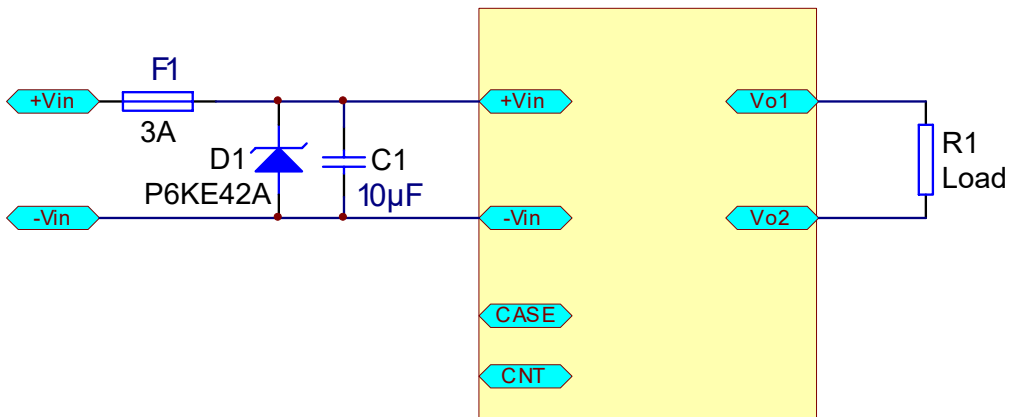 F1
+Vin
3A
+Vin
Vo1
D1
C1
R1
P6KE42A
10µF
Load
-Vin
-Vin
Vo2
CASE
CNT